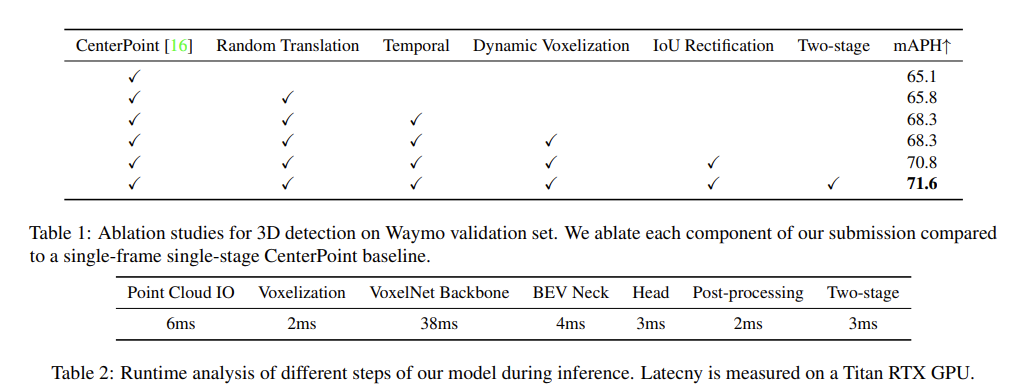 CenterPoint [16] Random Translation Temporal Dynamic Voxelization IoU Rectification Two-stage mAPH↑
✓ 65.1
✓ ✓ 65.8
✓ ✓ ✓ 68.3
✓ ✓ ✓ ✓ 68.3
✓ ✓ ✓ ✓ ✓ 70.8
✓ ✓ ✓ ✓ ✓ ✓ 71.6
Table 1: Ablation studies for 3D detection on Waymo validation set. We ablate each component of our submission compared
to a single-frame single-stage CenterPoint baseline.
Point Cloud IO Voxelization VoxelNet Backbone BEV Neck Head Post-processing Two-stage
6ms 2ms 38ms 4ms 3ms 2ms 3ms
Table 2: Runtime analysis of different steps of our model during inference. Latecny is measured on a Titan RTX GPU.